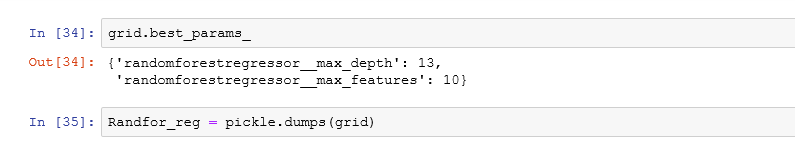 In [34]: grid.best_params_
Out[34]: {'randomforestregressor__max_depth': 13,
'randomforestregressor__max_features': 10}
In [35]: Randfor_reg = pickle.dumps(grid)